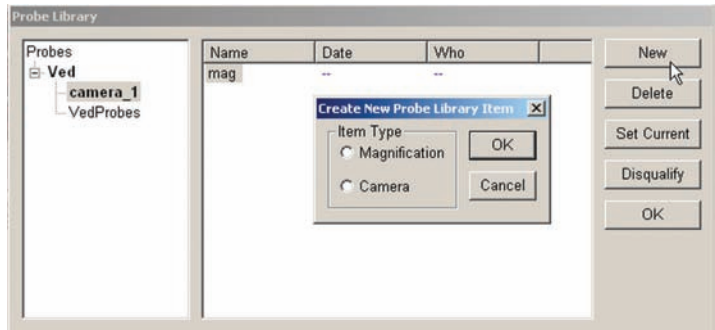 Probe Library
Probes
Ved
camera_1
VedProbes
Name Date Who
mag -- --
Create New Probe Library Item
Item Type
Magnification
Camera
OK
Cancel
New
Delete
Set Current
Disqualify
OK